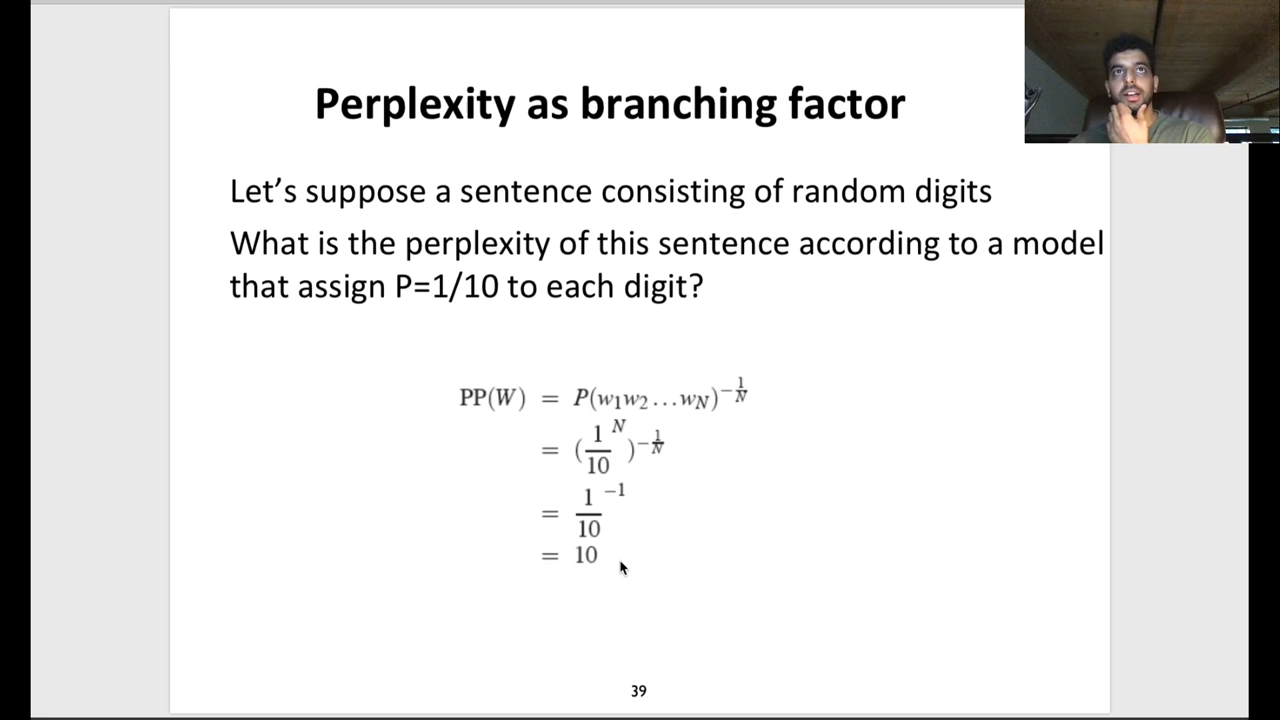 Perplexity as branching factor
Let's suppose a sentence consisting of random digits
What is the perplexity of this sentence according to a model
that assign P=1/10 to each digit?
PP(W) = P(w₁w₂…w_N)^{-1/N}
= (1/10^N)^{-1/N}
= 1/10^{-1}
= 10
39